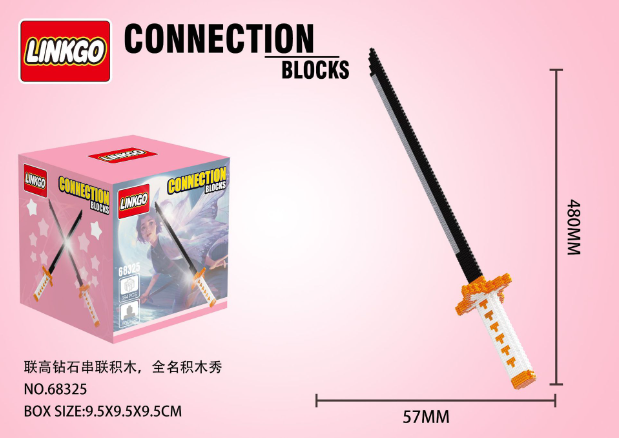 LINKGO
CONNECTION
BLOCKS
LINKGO
CONNECTION
BLOCKS
LINKGO
CONNECTION
BLOCKS
68325
480MM
57MM
联高钻石串联积木，全名积木秀
NO.68325
BOX SIZE:9.5X9.5X9.5CM